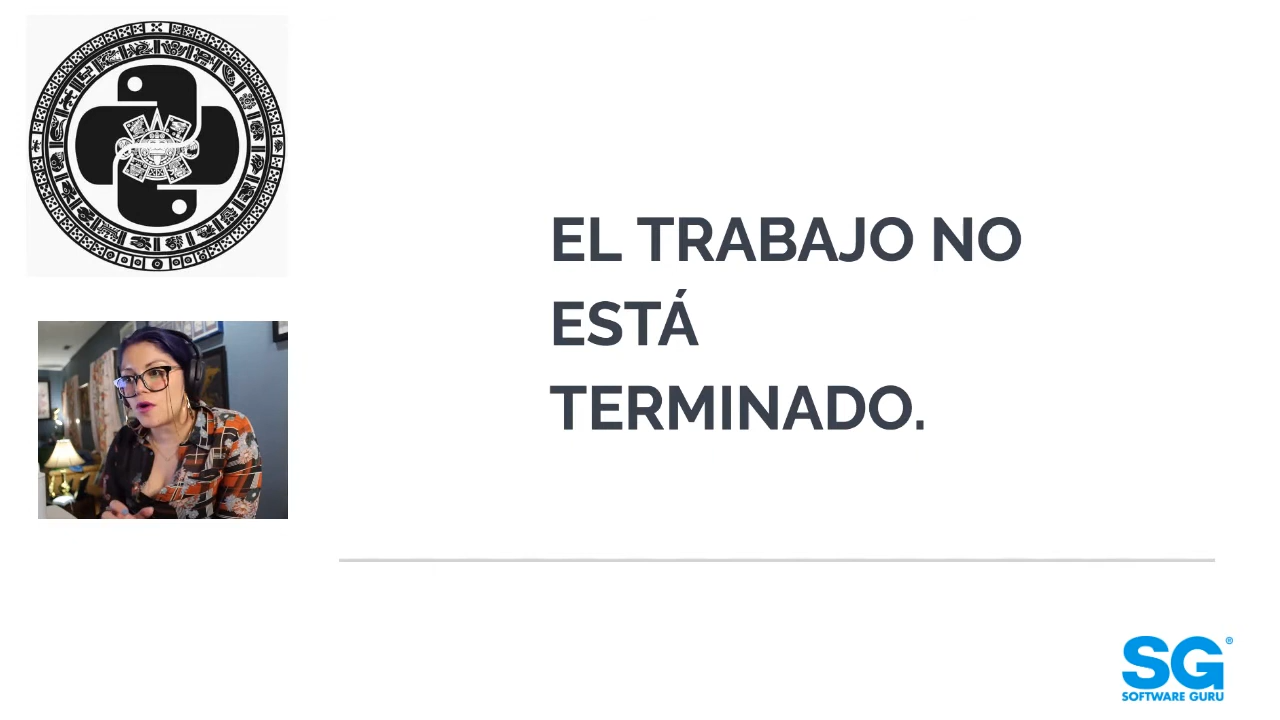 EL TRABAJO NO
ESTÁ
TERMINADO.
SG®
SOFTWARE GURU